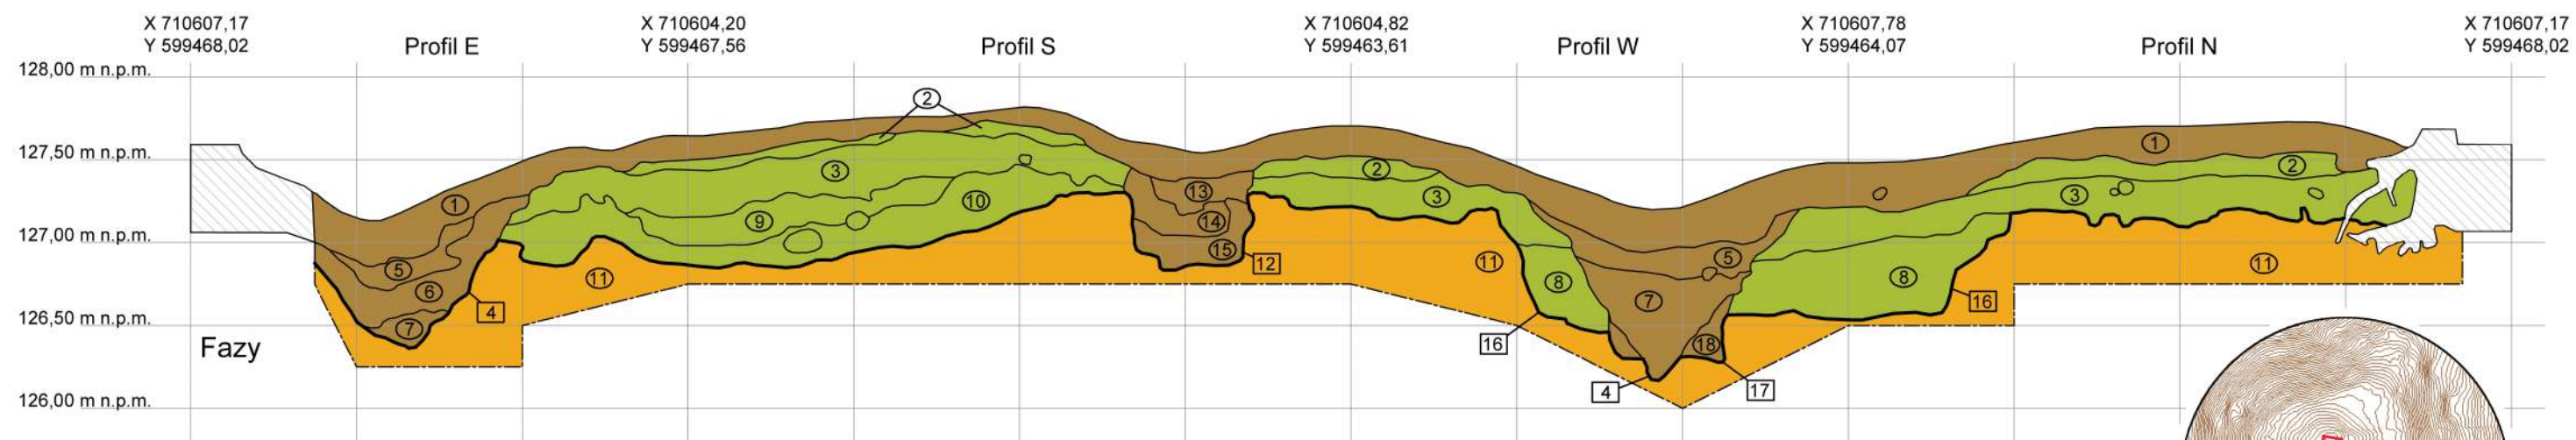 X 710607,17
Y 599468,02
Profil E
X 710604,20
Y 599467,56
Profil S
X 710604,82
Y 599463,61
Profil W
X 710607,78
Y 599464,07
Profil N
X 710607,17
Y 599468,02
128,00 m n.p.m.
127,50 m n.p.m.
127,00 m n.p.m.
126,50 m n.p.m.
126,00 m n.p.m.
Fazy
1
5
6
7
4
11
2
3
9
10
13
14
15
12
2
3
11
8
16
7
5
18
4
17
8
16
1
2
3
11